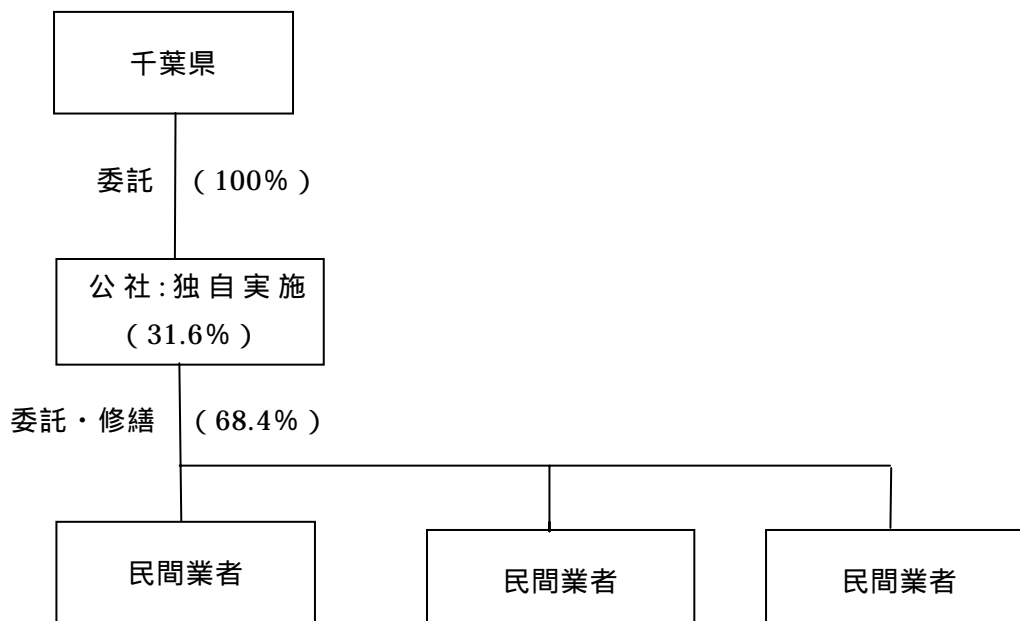 千葉県
委託 （100％）
公社:独自実施
（31.6％）
委託・修繕 （68.4％）
民間業者
民間業者
民間業者